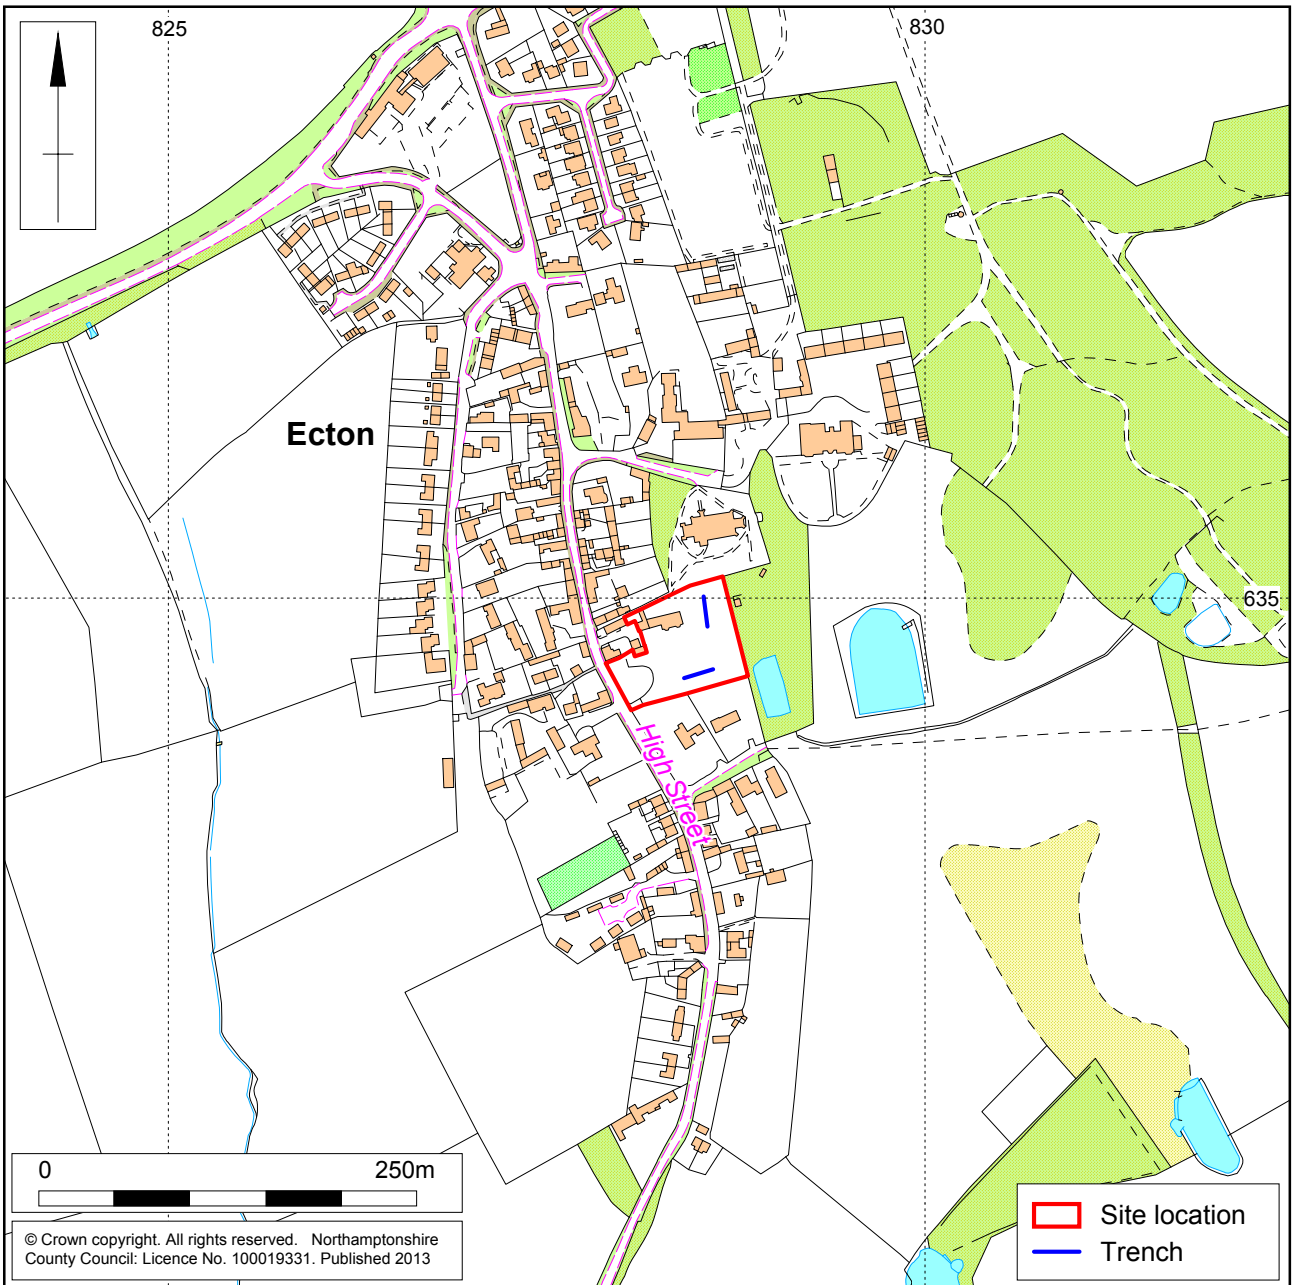 825
830
Ecton
635
High Street
0 250m
© Crown copyright. All rights reserved. Northamptonshire
County Council: Licence No. 100019331. Published 2013
Site location
Trench